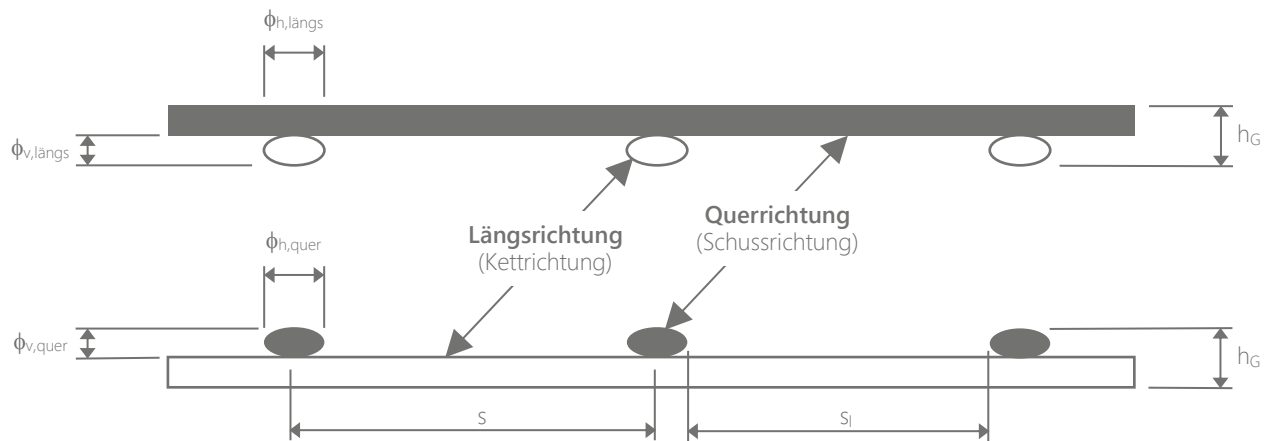 ϕh,längs
ϕv,längs
hG
Längsrichtung
(Kettrichtung)
Querrichtung
(Schussrichtung)
ϕh,quer
ϕv,quer
hG
s
sl